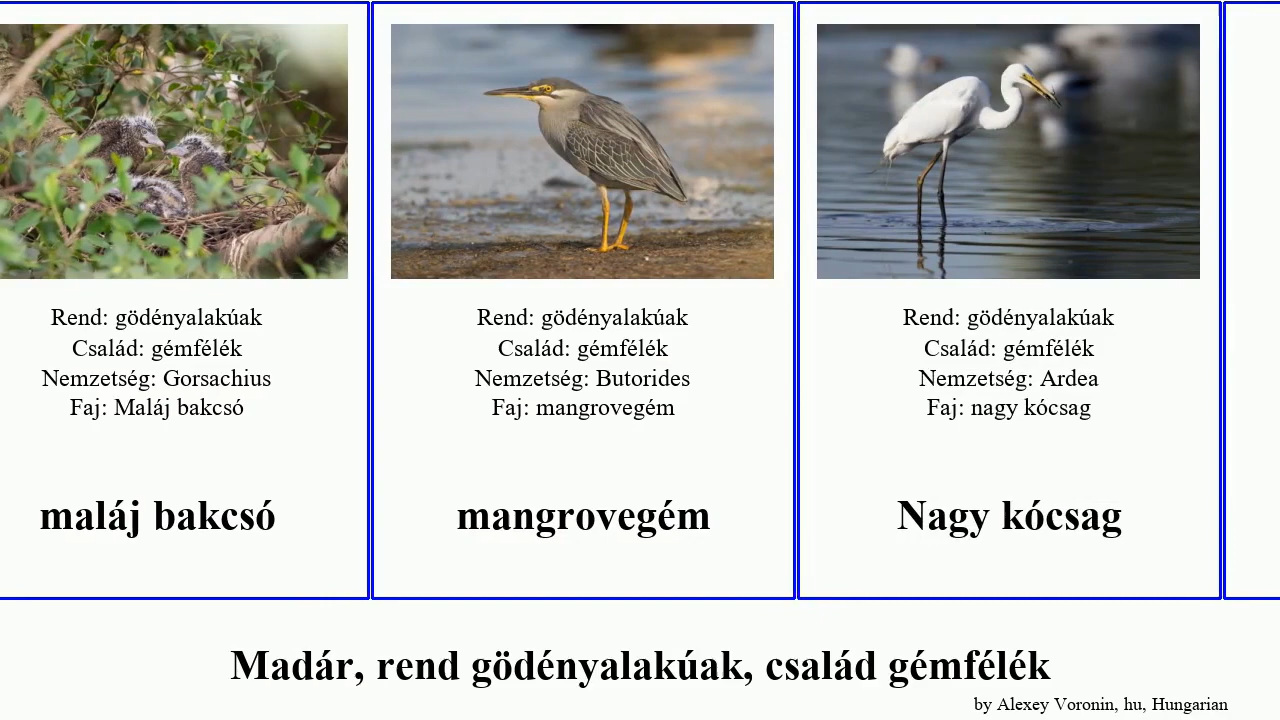 Rend: gödényalakúak
Család: gémfélék
Nemzetség: Gorsachius
Faj: Maláj bakcsó
maláj bakcsó
Rend: gödényalakúak
Család: gémfélék
Nemzetség: Butorides
Faj: mangrovegém
mangrovegém
Rend: gödényalakúak
Család: gémfélék
Nemzetség: Ardea
Faj: nagy kócsag
Nagy kócsag
Madár, rend gödényalakúak, család gémfélék
by Alexey Voronin, hu, Hungarian